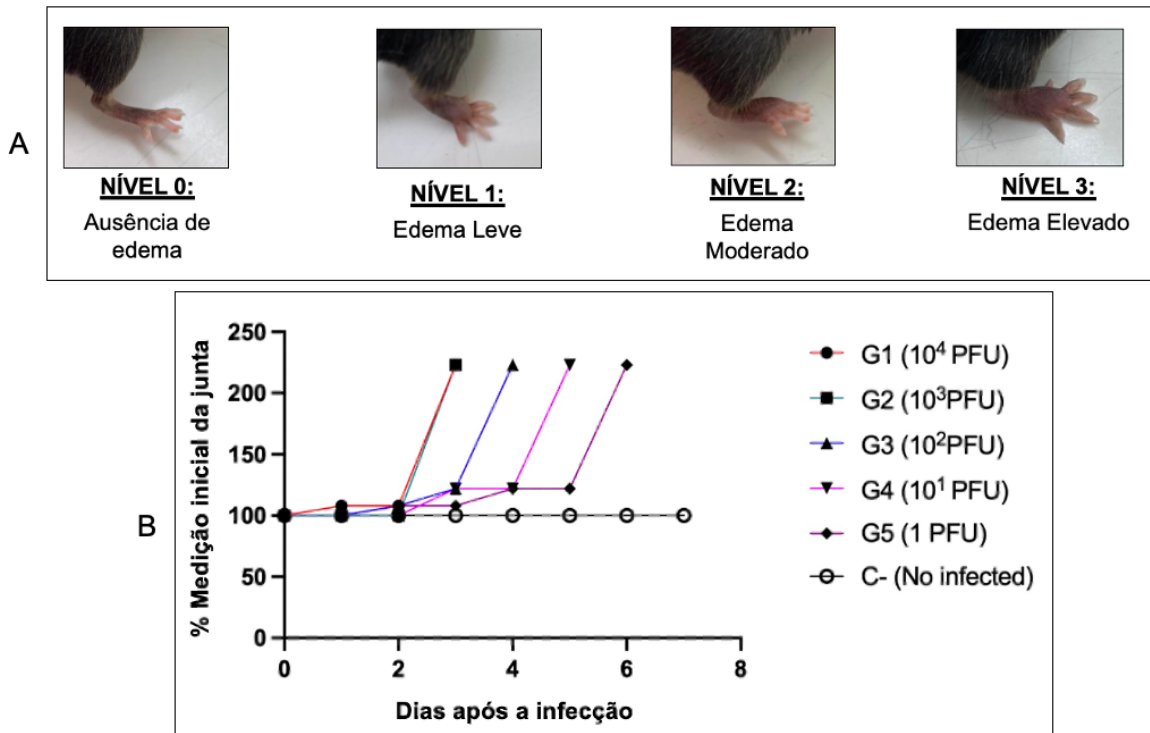 A
NÍVEL 0:
Ausência de
edema
NÍVEL 1:
Edema Leve
NÍVEL 2:
Edema
Moderado
NÍVEL 3:
Edema Elevado
B
% Medição inicial da junta
250
200
150
100
50
0
0 2 4 6 8
Dias após a infecção
G1 (10⁴ PFU)
G2 (10³PFU)
G3 (10²PFU)
G4 (10¹ PFU)
G5 (1 PFU)
C- (No infected)